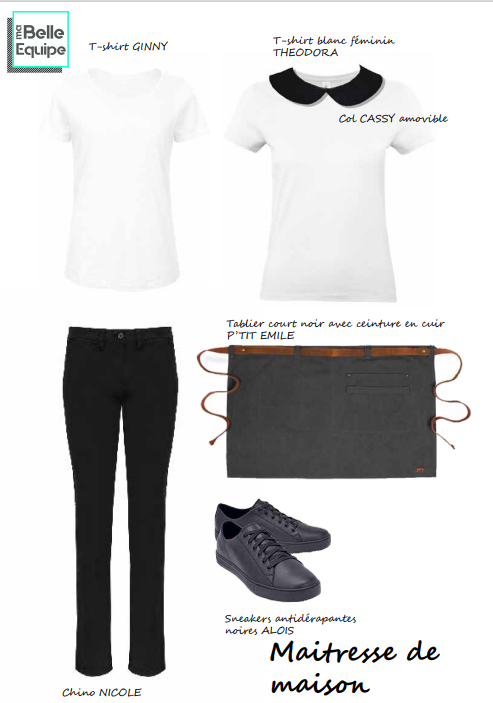 ma
Belle
Equipe
T-shirt GINNY
T-shirt blanc féminin
THEODORA
Col CASSY amovible
Tablier court noir avec ceinture en cuir
P'TIT EMILE
Sneakers antidérapantes
noires ALOIS
Maitresse de
maison
Chino NICOLE